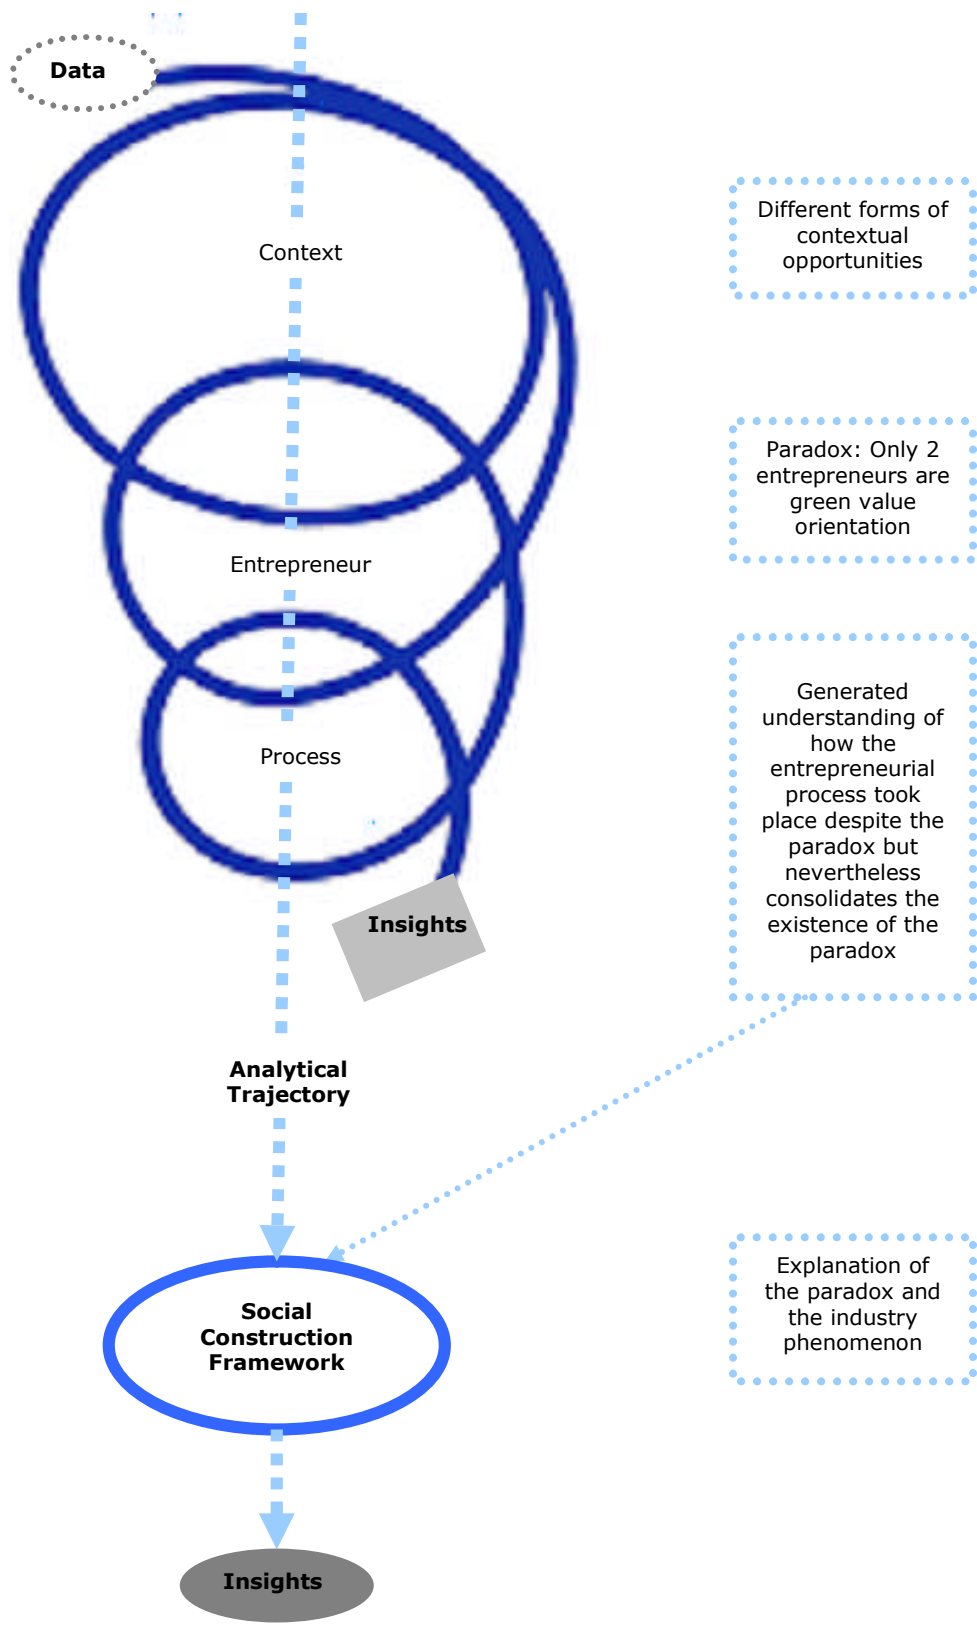 Data
Context
Different forms of
contextual
opportunities
Paradox: Only 2
entrepreneurs are
green value
orientation
Entrepreneur
Generated
understanding of
how the
entrepreneurial
process took
place despite the
paradox but
nevertheless
consolidates the
existence of the
paradox
Process
Insights
Analytical
Trajectory
Explanation of
the paradox and
the industry
phenomenon
Social
Construction
Framework
Insights